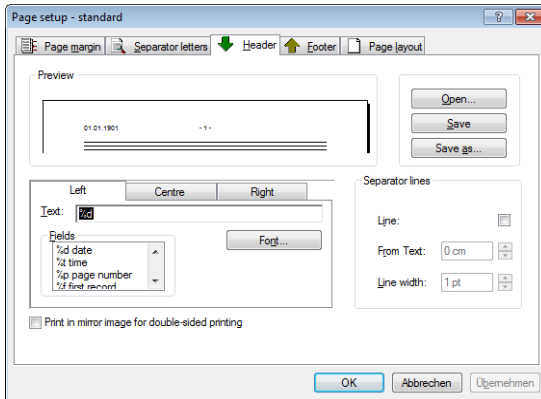 Page setup - standard
Page margin Separator letters Header Footer Page layout
Preview
01.01.1901 - 1 -
Open...
Save
Save as...
Left Centre Right
Text: %d
Fields
%d date
%t time
%p page number
%f first record
Font...
Separator lines
Line:
From Text: 0 cm
Line width: 1 pt
Print in mirror image for double-sided printing
OK Abbrechen Übernehmen